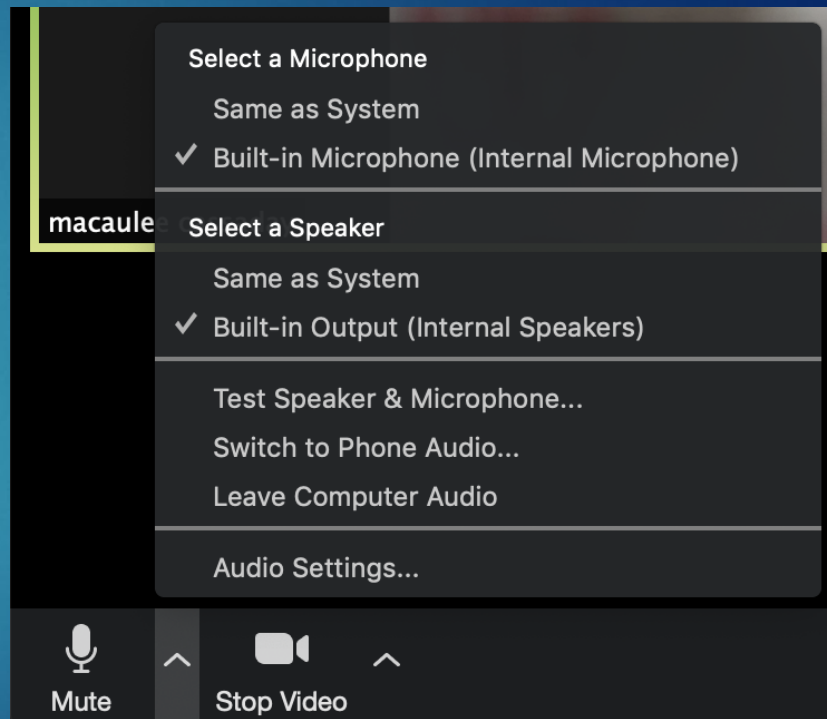 Select a Microphone
Same as System
✓ Built-in Microphone (Internal Microphone)
macaulee
Select a Speaker
Same as System
✓ Built-in Output (Internal Speakers)
Test Speaker & Microphone...
Switch to Phone Audio...
Leave Computer Audio
Audio Settings...
Mute
Stop Video